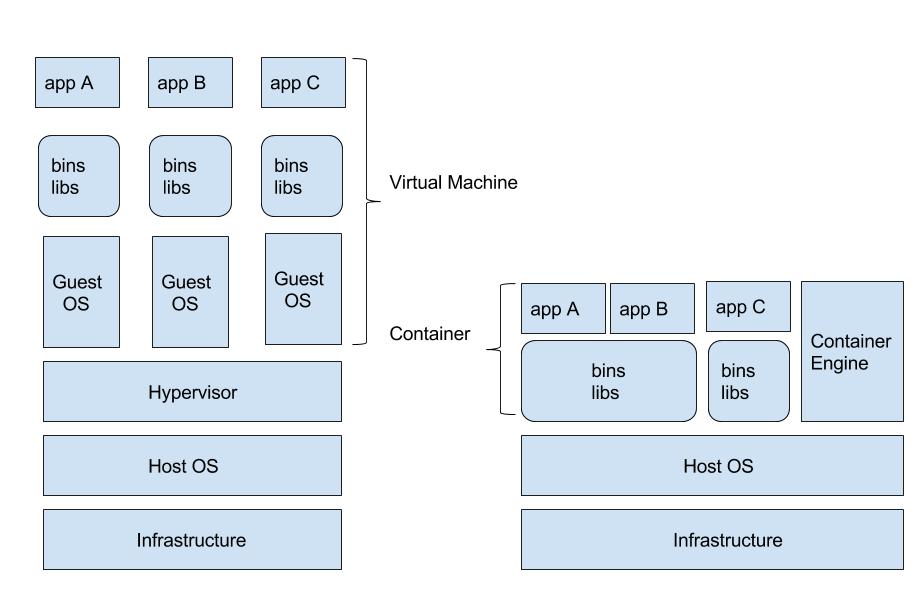 app A
app B
app C
bins
libs
bins
libs
bins
libs
Virtual Machine
Guest
OS
Guest
OS
Guest
OS
Hypervisor
Host OS
Infrastructure
Container
app A
app B
app C
Container
Engine
bins
libs
bins
libs
Host OS
Infrastructure